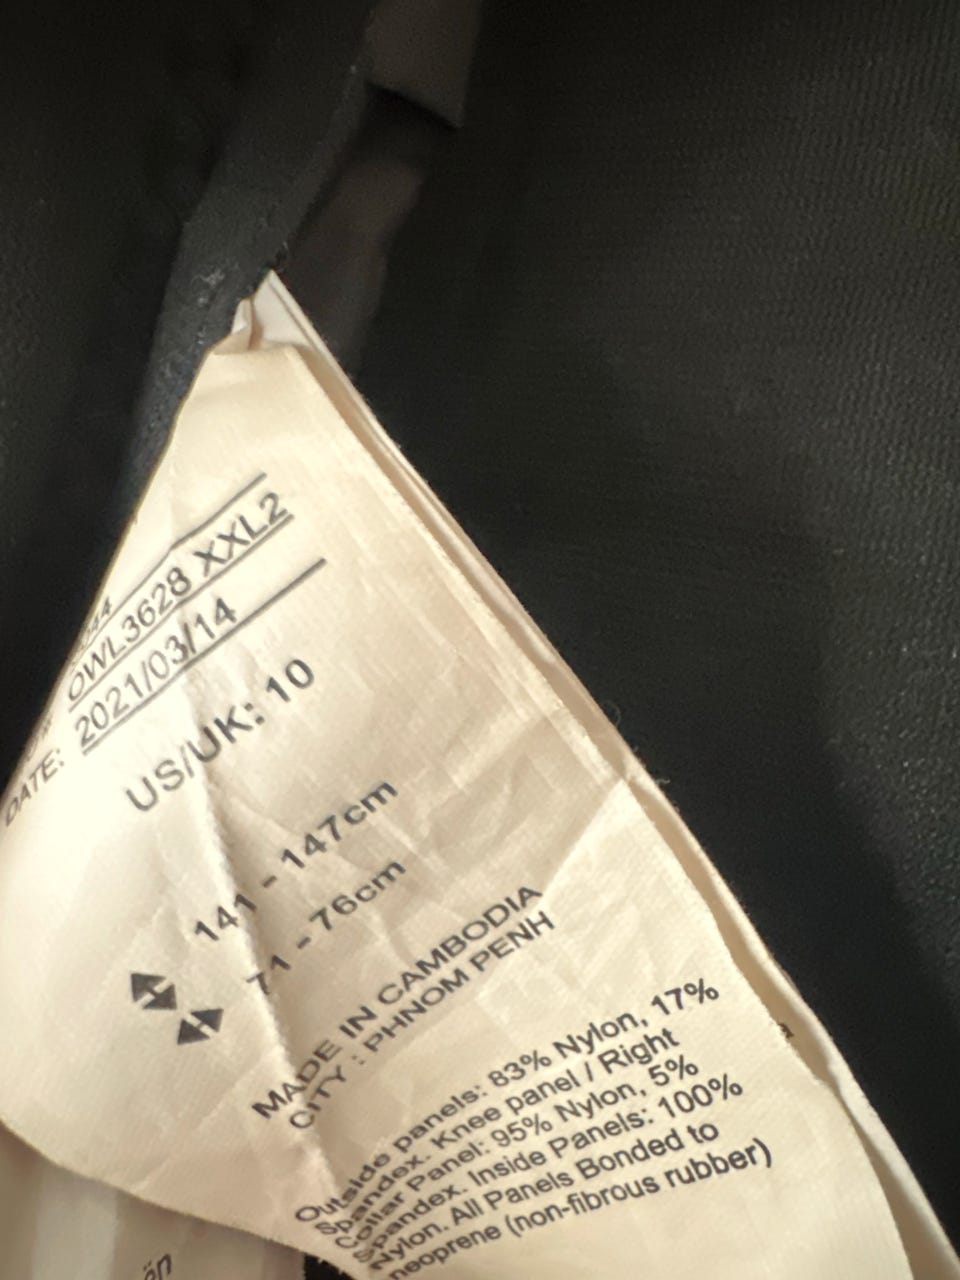 044
OWL3628 XXL2
DATE: 2021/03/14
US/UK: 10
141 - 147cm
71 - 76cm
MADE IN CAMBODIA
CITY : PHNOM PENH
Outside panels: 83% Nylon, 17%
Spandex. Knee panel / Right
Collar Panel: 95% Nylon, 5%
Spandex. Inside Panels: 100%
Nylon. All Panels Bonded to
neoprene (non-fibrous rubber)